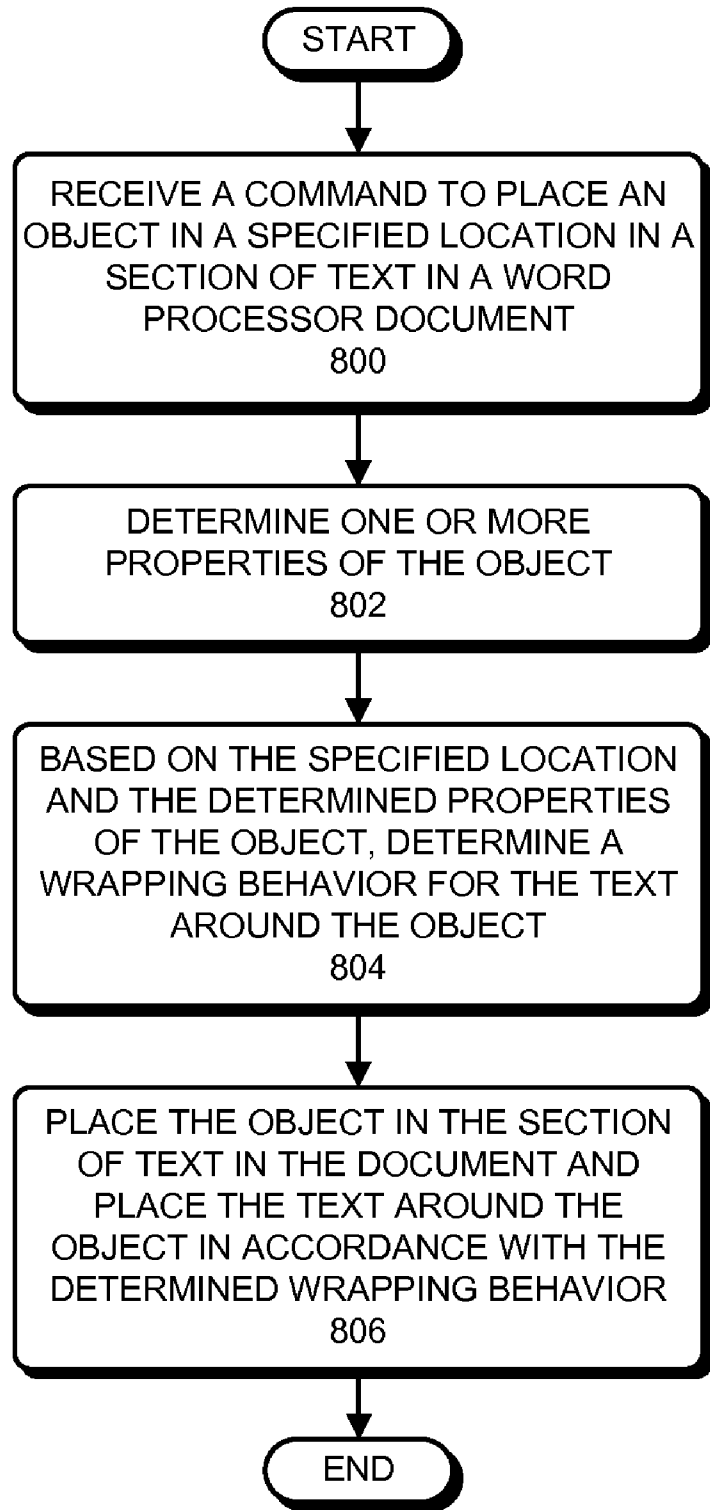 START
RECEIVE A COMMAND TO PLACE AN
OBJECT IN A SPECIFIED LOCATION IN A
SECTION OF TEXT IN A WORD
PROCESSOR DOCUMENT
800
DETERMINE ONE OR MORE
PROPERTIES OF THE OBJECT
802
BASED ON THE SPECIFIED LOCATION
AND THE DETERMINED PROPERTIES
OF THE OBJECT, DETERMINE A
WRAPPING BEHAVIOR FOR THE TEXT
AROUND THE OBJECT
804
PLACE THE OBJECT IN THE SECTION
OF TEXT IN THE DOCUMENT AND
PLACE THE TEXT AROUND THE
OBJECT IN ACCORDANCE WITH THE
DETERMINED WRAPPING BEHAVIOR
806
END